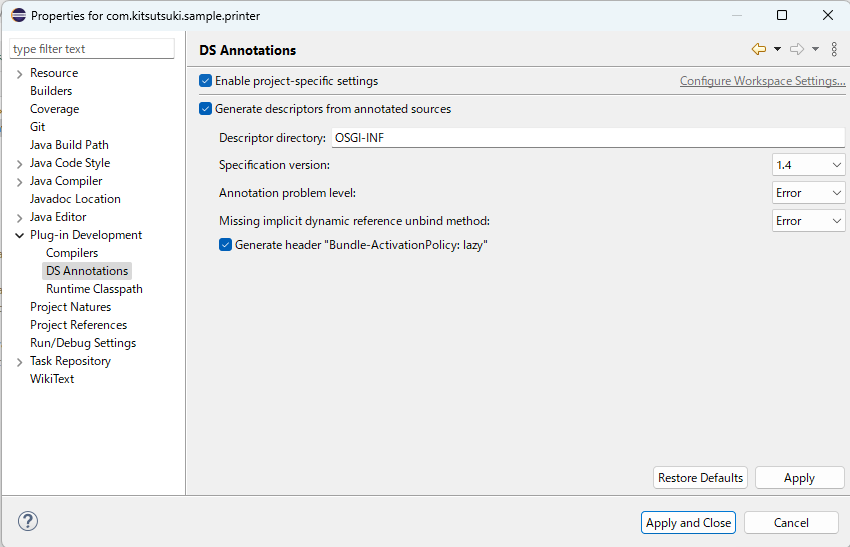 Properties for com.kitsutsuki.sample.printer
type filter text
Resource
Builders
Coverage
Git
Java Build Path
Java Code Style
Java Compiler
Javadoc Location
Java Editor
Plug-in Development
Compilers
DS Annotations
Runtime Classpath
Project Natures
Project References
Run/Debug Settings
Task Repository
WikiText
DS Annotations
Enable project-specific settings
Configure Workspace Settings...
Generate descriptors from annotated sources
Descriptor directory: OSGI-INF
Specification version: 1.4
Annotation problem level: Error
Missing implicit dynamic reference unbind method: Error
Generate header "Bundle-ActivationPolicy: lazy"
Restore Defaults Apply
? Apply and Close Cancel